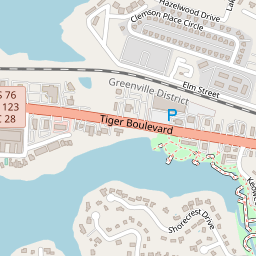 Hazelwood Drive
Clemson Place Circle
Elm Street
Greenville District
S 76
123
C 28
Tiger Boulevard
P
Shorecrest Drive